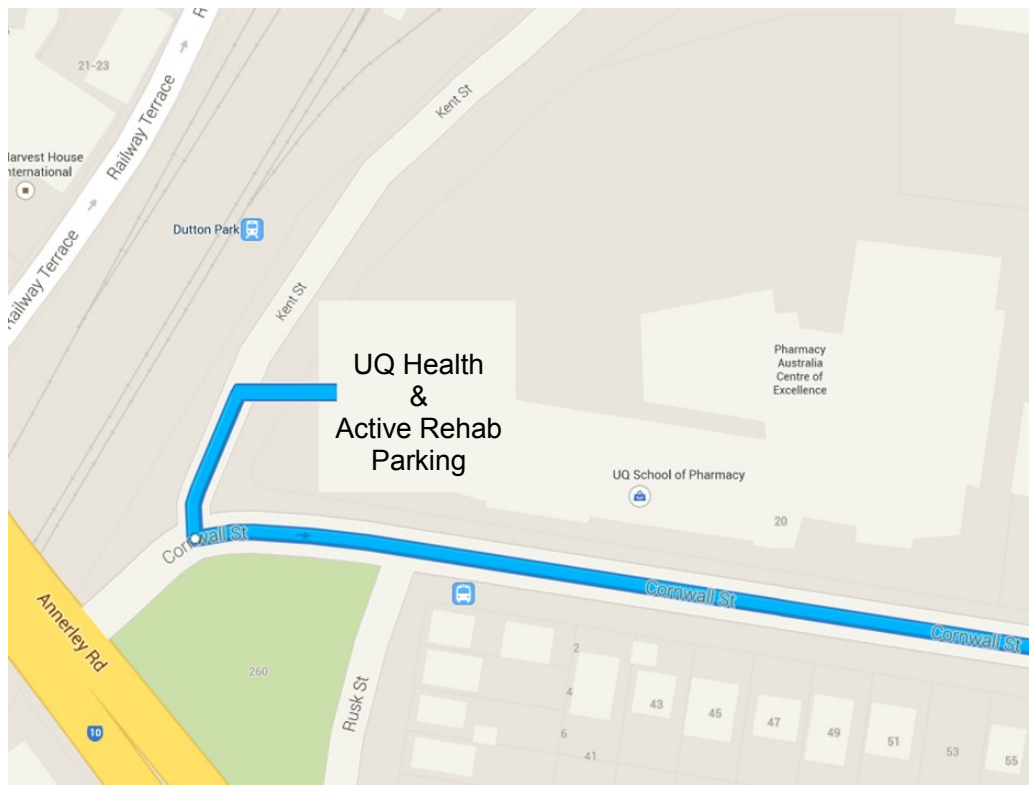 R
21-23
Railway Terrace
Kent St
Harvest House
International
Dutton Park
Railway Terrace
Kent St
UQ Health
&
Active Rehab
Parking
Pharmacy
Australia
Centre of
Excellence
UQ School of Pharmacy
20
Cornwall St
Cornwall St
Cornwall St
Annerley Rd
10
260
Rusk St
2
4
6
41
43
45
47
49
51
53
55